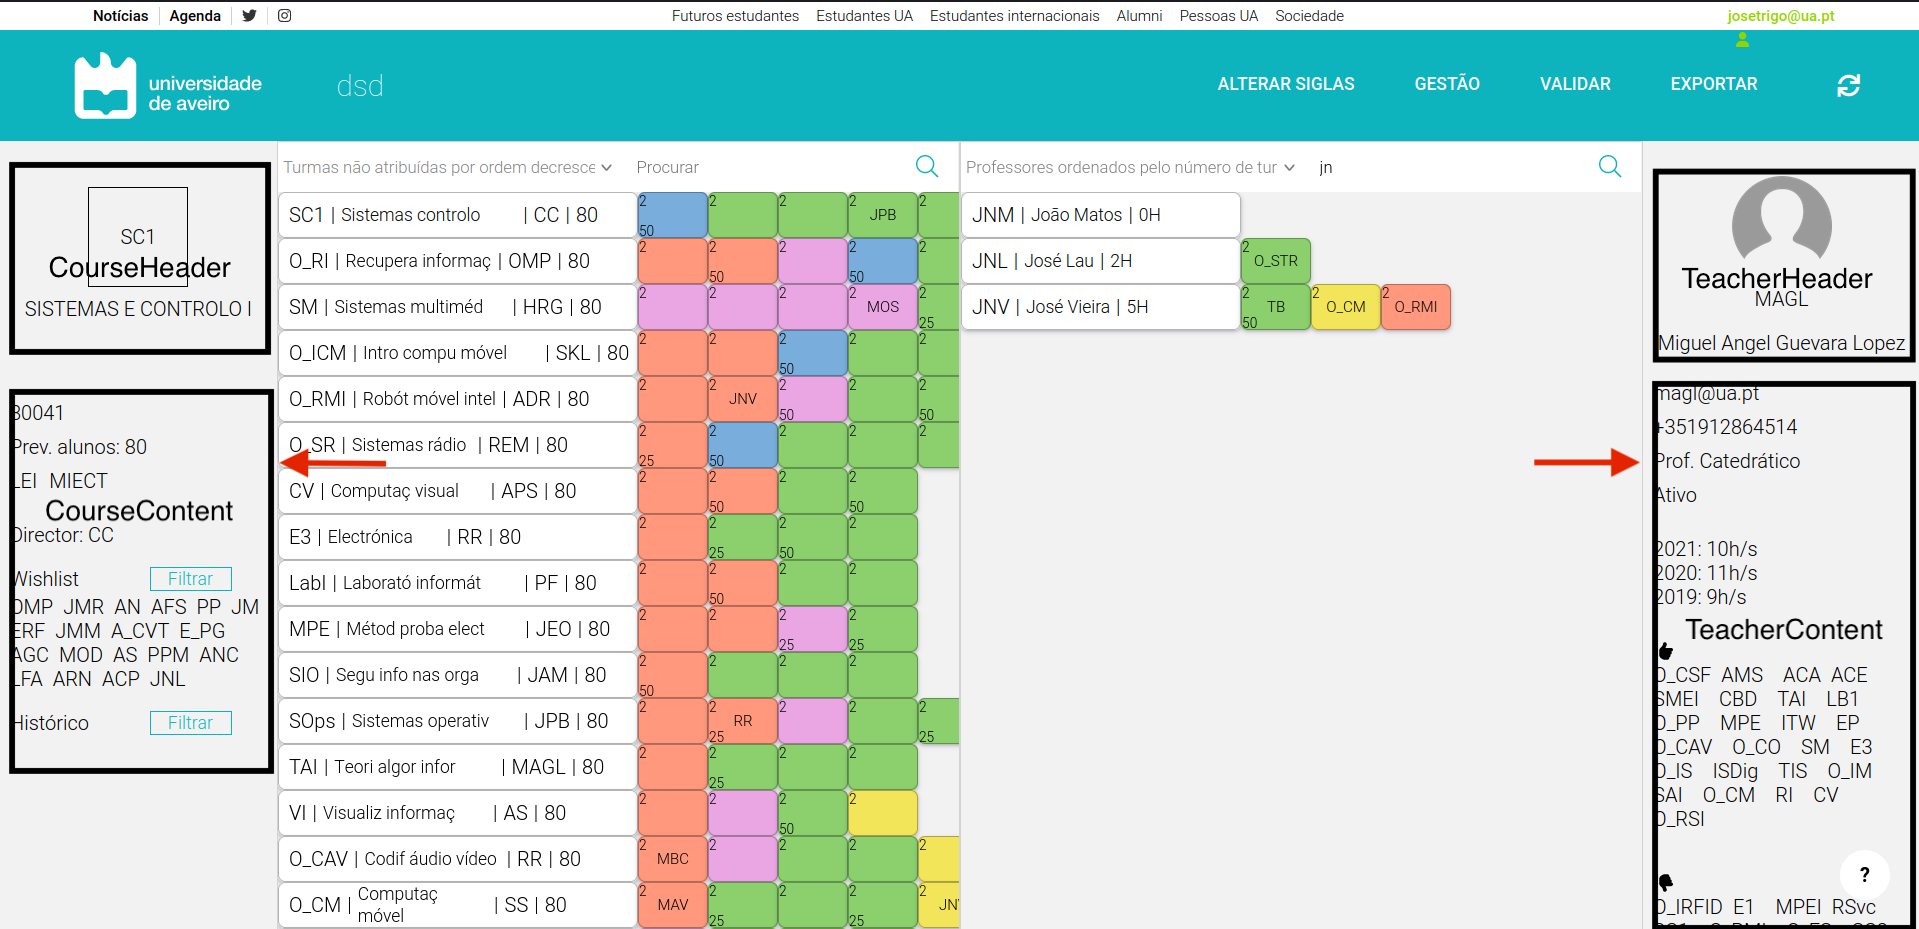 Notícias Agenda Futuros estudantes Estudantes UA Estudantes internacionais Alumni Pessoas UA Sociedade josetrigo@ua.pt
universidade de aveiro
dsd ALTERAR SIGLAS GESTÃO VALIDAR EXPORTAR
SC1
CourseHeader
SISTEMAS E CONTROLO I
30041
Prev. alunos: 80
LEI MIECT
CourseContent
Director: CC
Wishlist Filtrar
OMP JMR AN AFS PP JM
ERF JMM A_CVT E_PG
AGC MOD AS PPM ANC
LFA ARN ACP JNL
Histórico Filtrar
Turmas não atribuídas por ordem decresce Procurar
SC1 | Sistemas controlo | CC | 80 2 50 2 2 2 JPB 2
O_RI | Recupera informaç | OMP | 80 2 2 50 2 2 50 2
SM | Sistemas multiméd | HRG | 80 2 2 2 2 MOS 2 25
O_ICM | Intro compu móvel | SKL | 80 2 2 2 50 2 2
O_RMI | Robót móvel intel | ADR | 80 2 2 JNV 2 50 2 2 50
O_SR | Sistemas rádio | REM | 80 2 25 2 50 2 2 2
CV | Computaç visual | APS | 80 2 2 50 2 2 50
E3 | Electrónica | RR | 80 2 2 25 2 50 2
LabI | Laborató informát | PF | 80 2 2 50 2 2
MPE | Métod proba elect | JEO | 80 2 2 2 25 2 25
SIO | Segu info nas orga | JAM | 80 2 50 2 2 2
SOps | Sistemas operativ | JPB | 80 2 2 RR 25 2 2 2 25
TAI | Teori algor infor | MAGL | 80 2 2 25 2 2
VI | Visualiz informaç | AS | 80 2 2 2 50 2
O_CAV | Codif áudio vídeo | RR | 80 2 MBC 2 2 2 2
O_CM | Computaç móvel | SS | 80 2 MAV 2 25 2 2 25 2 JNV
Professores ordenados pelo número de tur jn
JNM | João Matos | 0H
JNL | José Lau | 2H 2 O_STR
JNV | José Vieira | 5H 2 TB 50 2 O_CM 2 O_RMI
TeacherHeader
MAGL
Miguel Angel Guevara Lopez
magl@ua.pt
+351912864514
Prof. Catedrático
Ativo
2021: 10h/s
2020: 11h/s
2019: 9h/s
TeacherContent
O_CSF AMS ACA ACE
SMEI CBD TAI LB1
O_PP MPE ITW EP
O_CAV O_CO SM E3
O_IS ISDig TIS O_IM
SAI O_CM RI CV
O_RSI
?
O_IRFID E1 MPEI RSvc